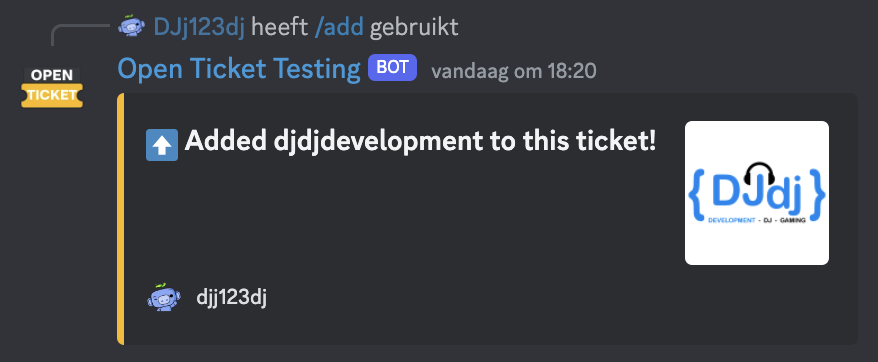 DJj123dj heeft /add gebruikt
OPEN
TICKET
Open Ticket Testing BOT vandaag om 18:20
Added djdjdevelopment to this ticket!
{DJdj}
DEVELOPMENT - DJ - GAMING
djj123dj